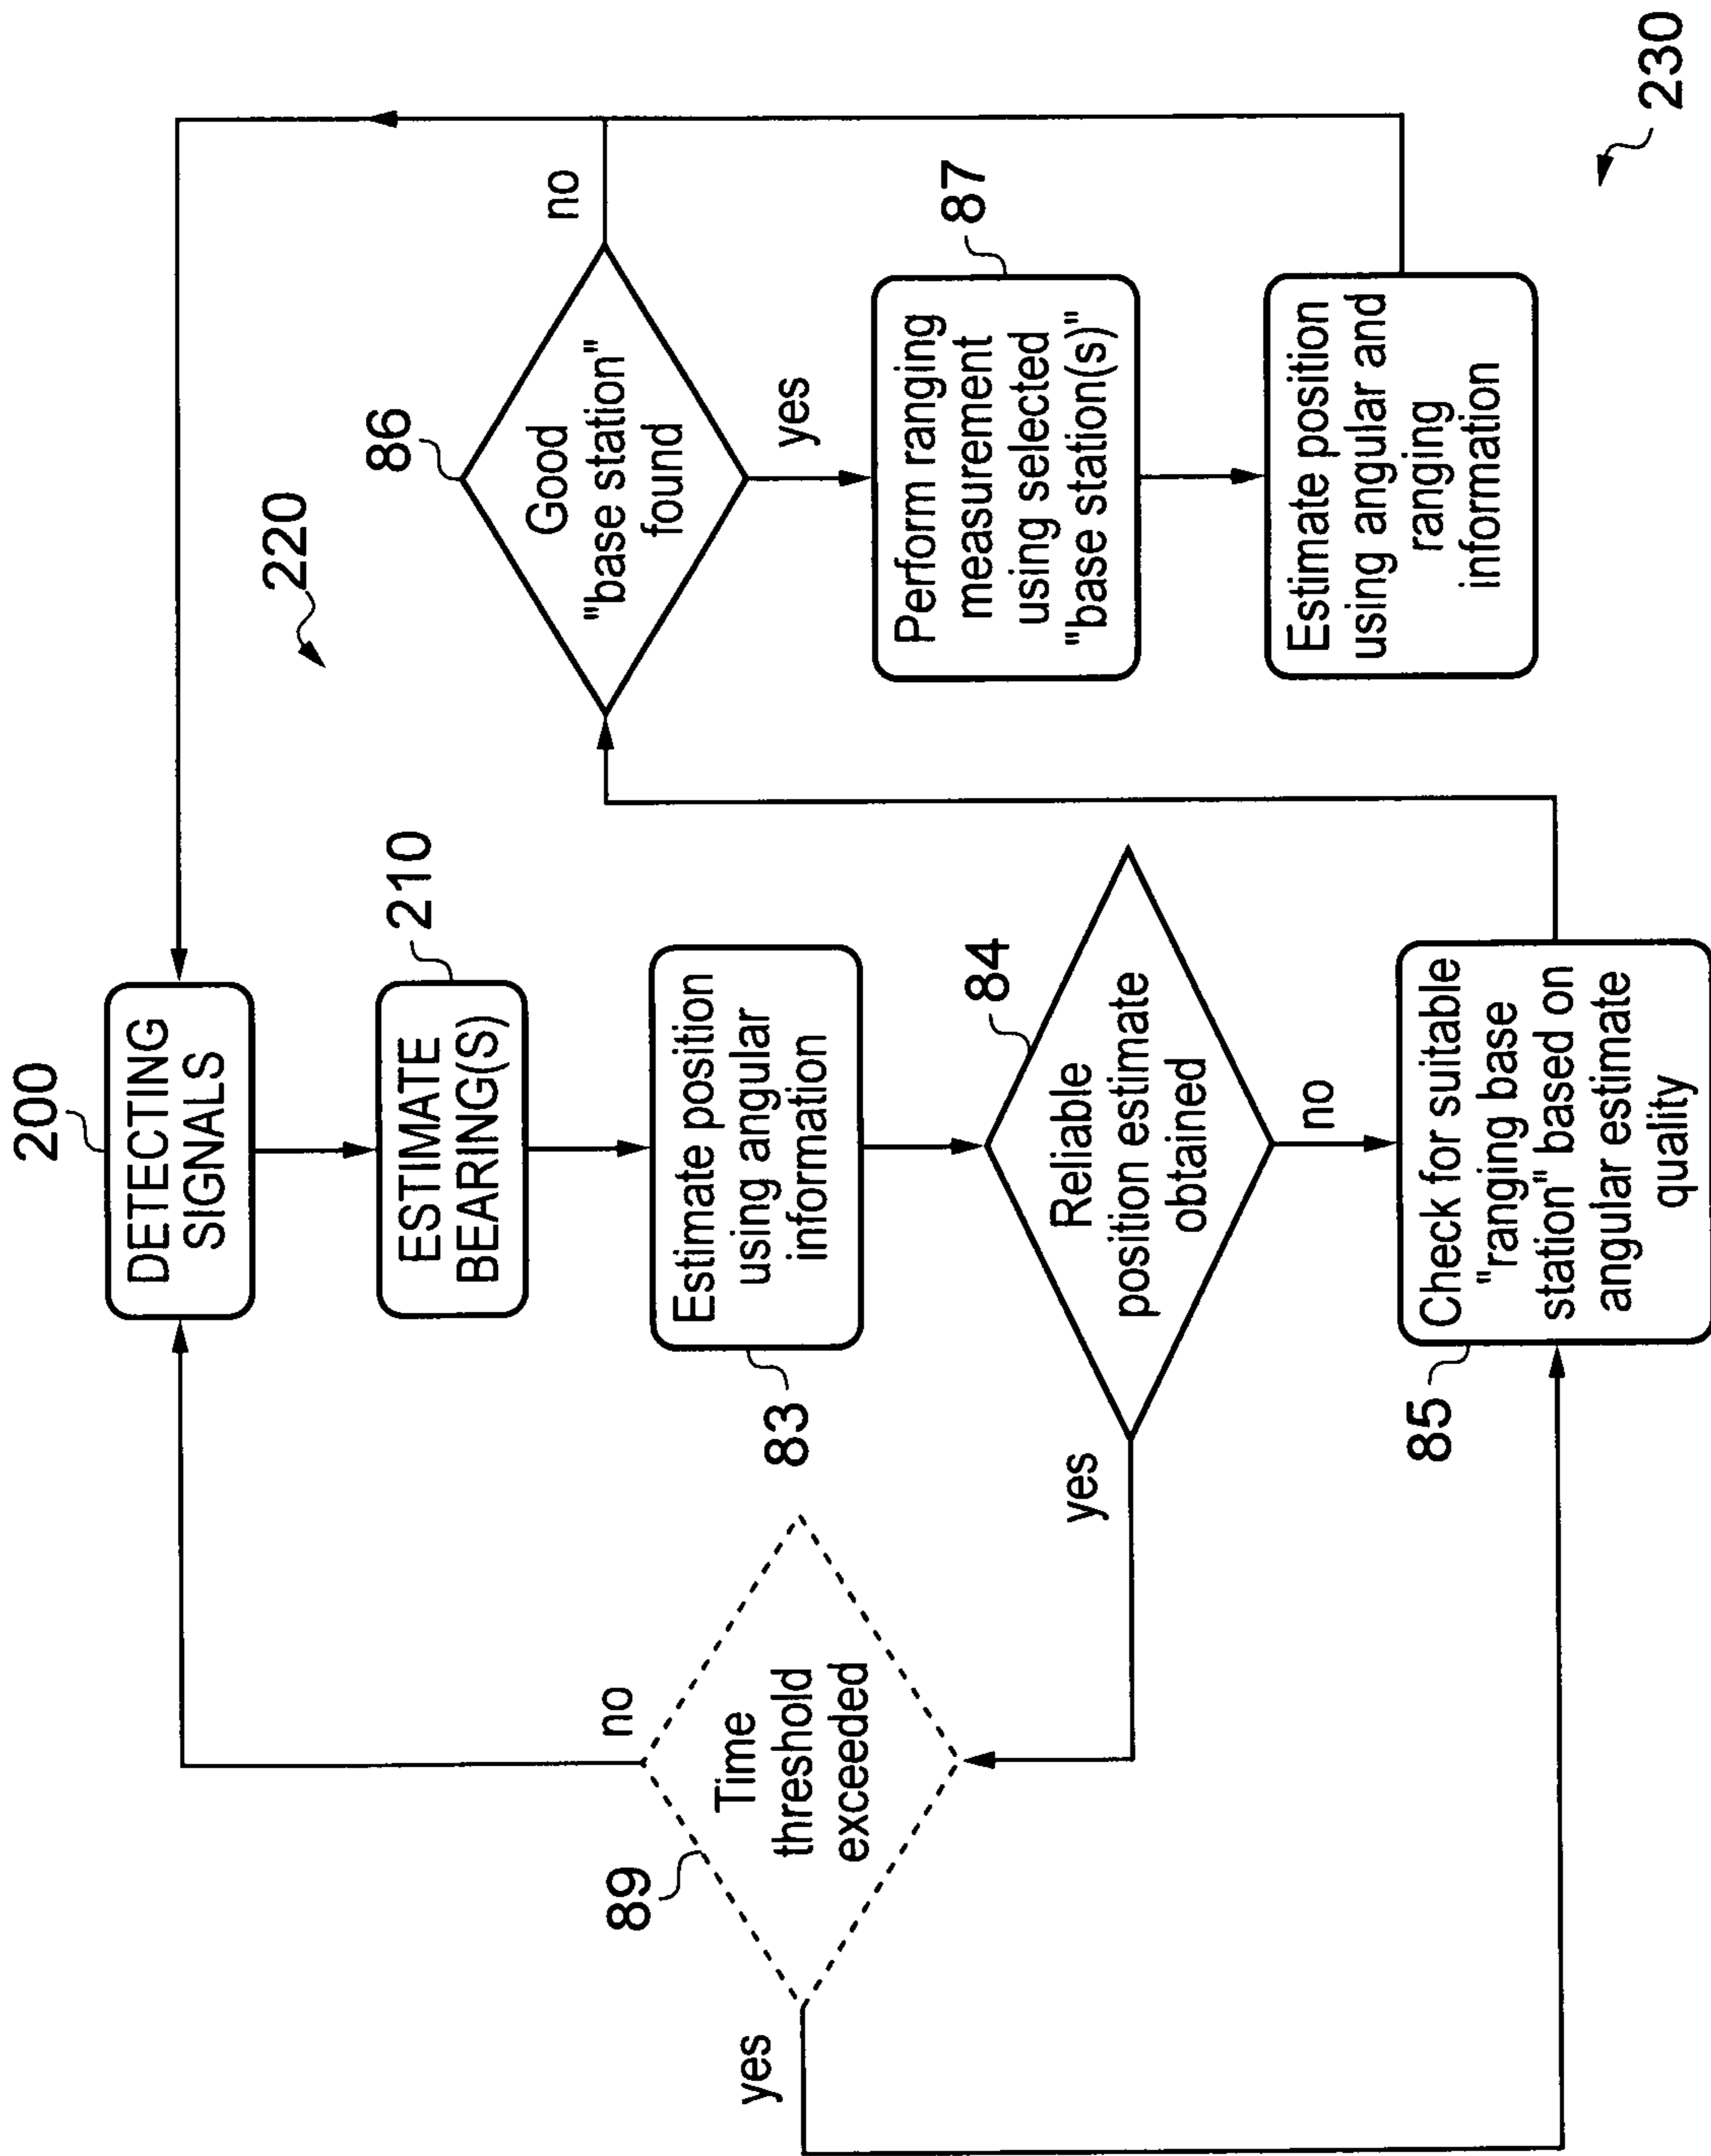 200
DETECTING
SIGNALS
210
ESTIMATE
BEARING(S)
83
Estimate position
using angular
information
84
Reliable
position estimate
obtained
yes
no
89
Time
threshold
exceeded
no
yes
85
Check for suitable
"ranging base
station" based on
angular estimate
quality
220
86
Good
"base station"
found
no
yes
87
Perform ranging
measurement
using selected
"base station(s)"
Estimate position
using angular and
ranging
information
230